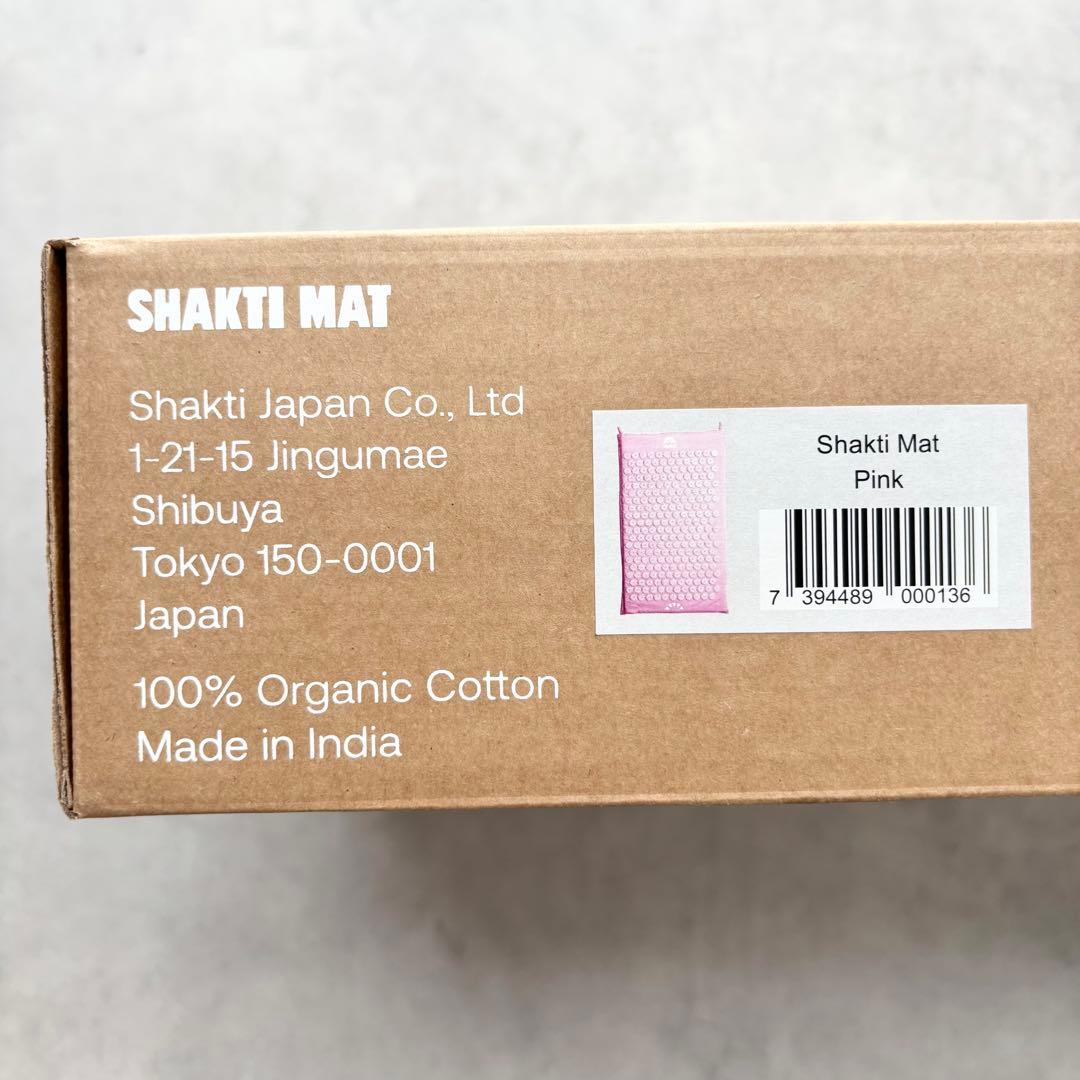 SHAKTI MAT
Shakti Japan Co., Ltd
1-21-15 Jingumae
Shibuya
Tokyo 150-0001
Japan
100% Organic Cotton
Made in India
Shakti Mat
Pink
7 394489 000136